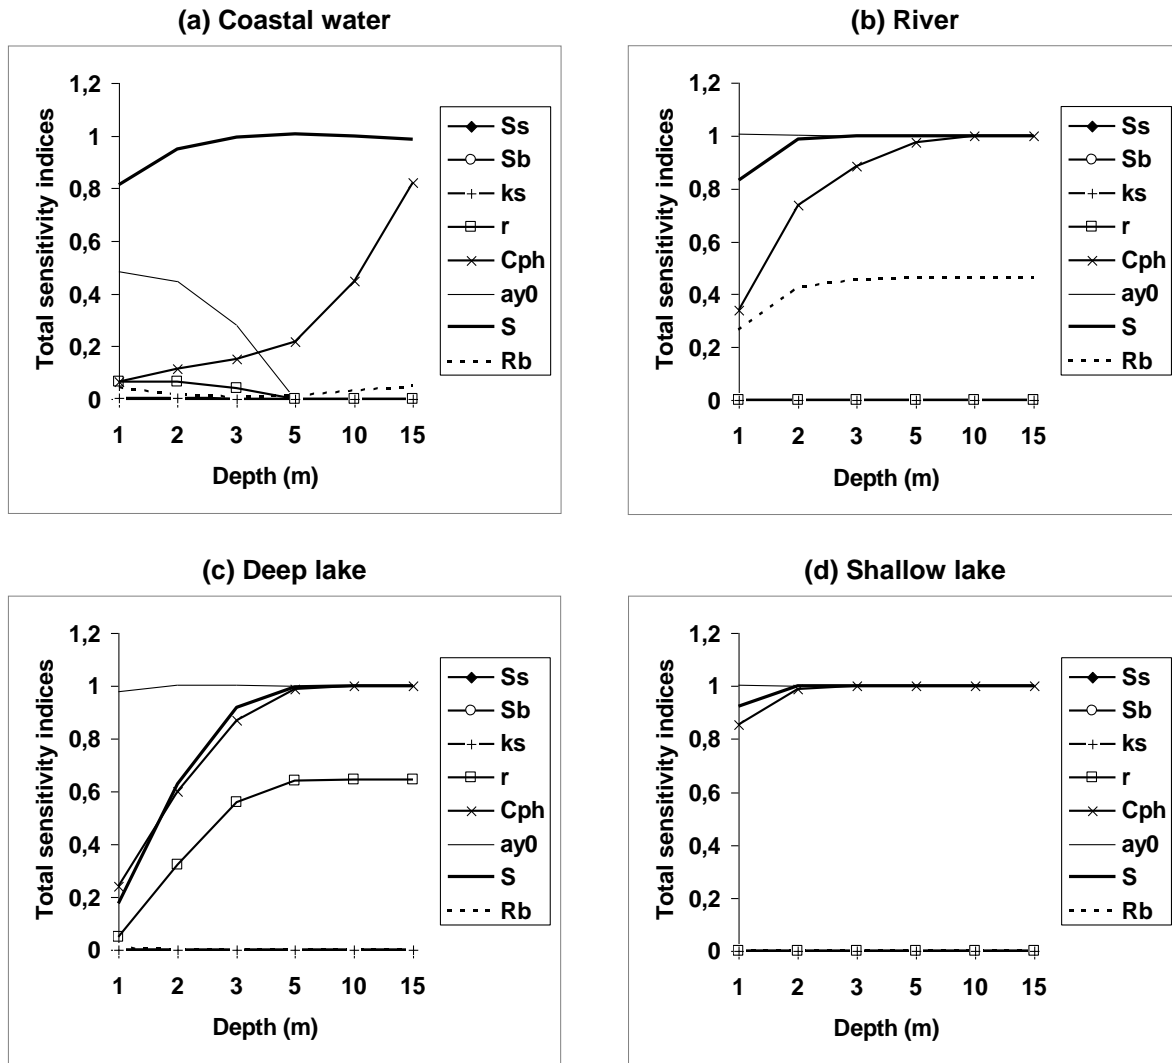 (a) Coastal water
Total sensitivity indices
1,2
1
0,8
0,6
0,4
0,2
0
1 2 3 5 10 15
Depth (m)
Ss
Sb
ks
r
Cph
ay0
S
Rb
(b) River
Total sensitivity indices
1,2
1
0,8
0,6
0,4
0,2
0
1 2 3 5 10 15
Depth (m)
Ss
Sb
ks
r
Cph
ay0
S
Rb
(c) Deep lake
Total sensitivity indices
1,2
1
0,8
0,6
0,4
0,2
0
1 2 3 5 10 15
Depth (m)
Ss
Sb
ks
r
Cph
ay0
S
Rb
(d) Shallow lake
Total sensitivity indices
1,2
1
0,8
0,6
0,4
0,2
0
1 2 3 5 10 15
Depth (m)
Ss
Sb
ks
r
Cph
ay0
S
Rb